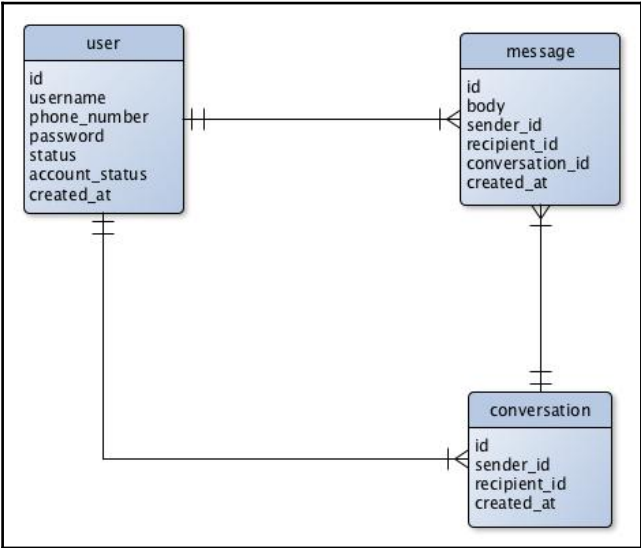 user
id
username
phone_number
password
status
account_status
created_at
message
id
body
sender_id
recipient_id
conversation_id
created_at
conversation
id
sender_id
recipient_id
created_at